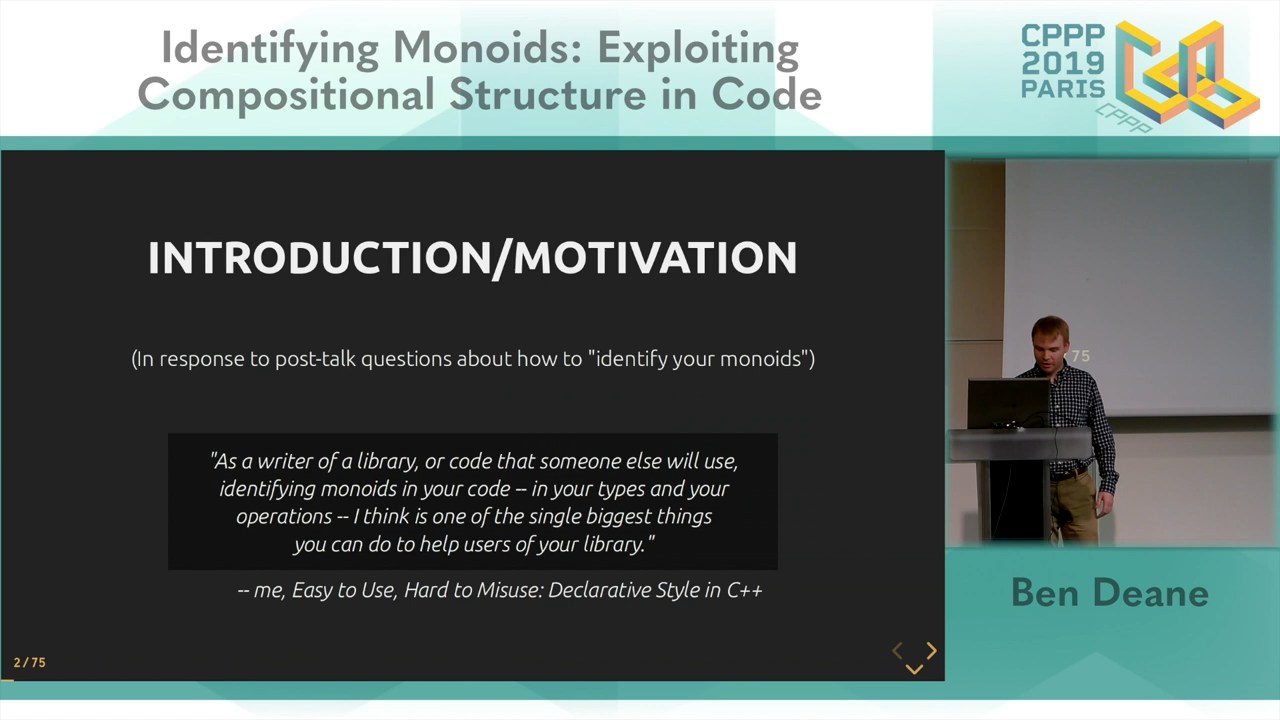 Identifying Monoids: Exploiting
Compositional Structure in Code
CPPP
2019
PARIS
CPPP
INTRODUCTION/MOTIVATION
(In response to post-talk questions about how to "identify your monoids")
"As a writer of a library, or code that someone else will use,
identifying monoids in your code -- in your types and your
operations -- I think is one of the single biggest things
you can do to help users of your library."
-- me, Easy to Use, Hard to Misuse: Declarative Style in C++
2 / 75
75
Ben Deane